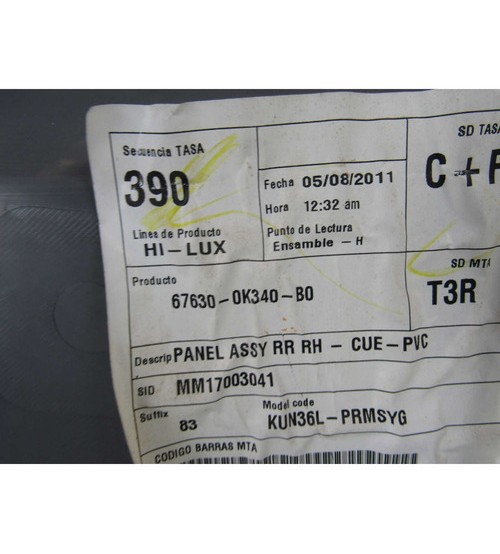 Secuencia TASA
390
Fecha 05/08/2011
Hora 12:32 am
SD TASA
C+F
Linea de Producto
HI-LUX
Punto de Lectura
Ensamble - H
SD MTA
T3R
Producto
67630-0K340-B0
Descrip PANEL ASSY RR RH - CUE-PVC
SID MM17003041
Suffix 83
Model code
KUN36L-PRMSYG
CODIGO BARRAS MTA